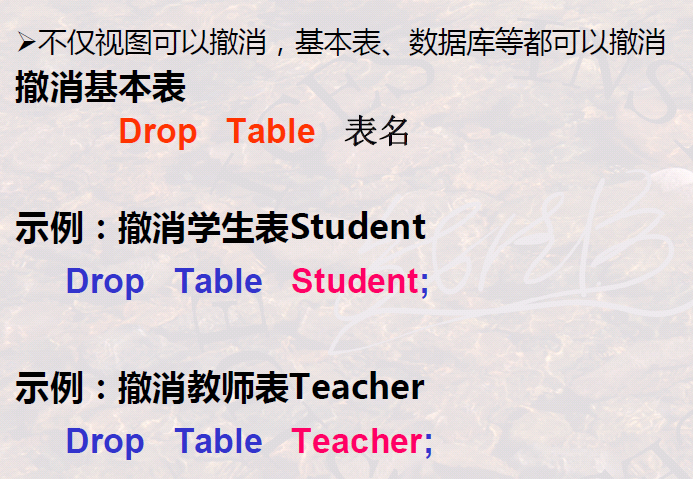 ➢不仅视图可以撤消，基本表、数据库等都可以撤消
撤消基本表
Drop Table 表名
示例：撤消学生表Student
Drop Table Student;
示例：撤消教师表Teacher
Drop Table Teacher;